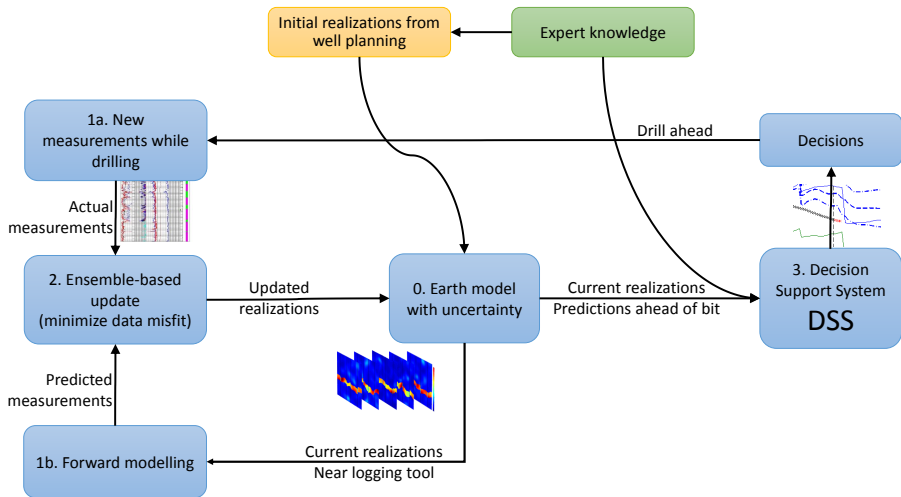 Initial realizations from
well planning
Expert knowledge
1a. New
measurements while
drilling
Drill ahead
Decisions
Actual
measurements
2. Ensemble-based
update
(minimize data misfit)
Updated
realizations
0. Earth model
with uncertainty
Current realizations
Predictions ahead of bit
3. Decision
Support System
DSS
Predicted
measurements
1b. Forward modelling
Current realizations
Near logging tool